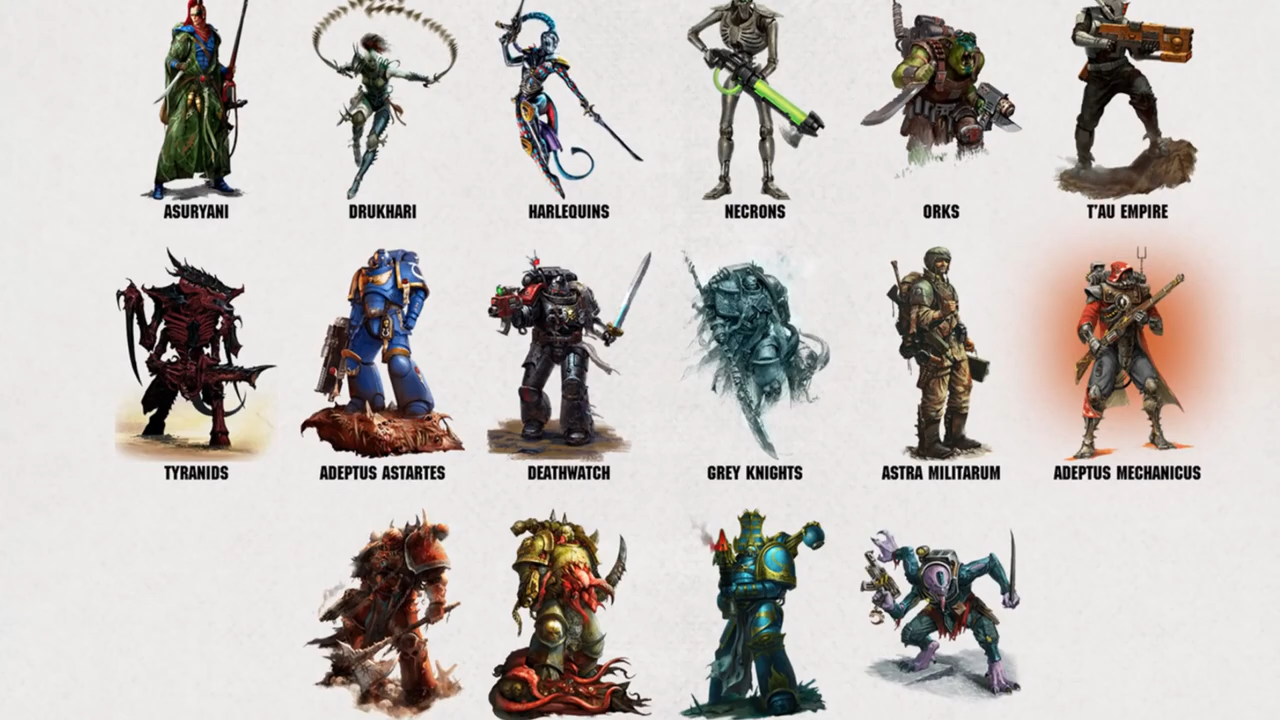 ASURYANI
DRUKHARI
HARLEQUINS
NECRONS
ORKS
T'AU EMPIRE
TYRANIDS
ADEPTUS ASTARTES
DEATHWATCH
GREY KNIGHTS
ASTRA MILITARUM
ADEPTUS MECHANICUS